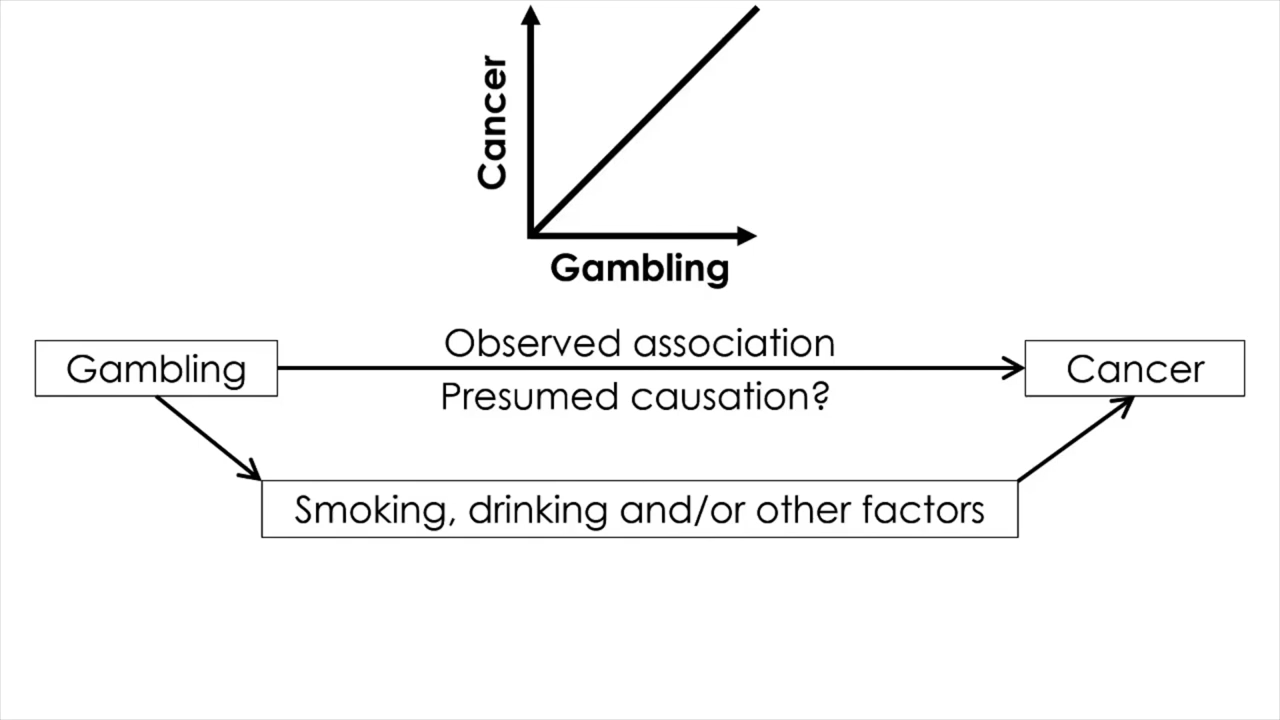 Cancer
Gambling
Observed association
Gambling
Cancer
Presumed causation?
Smoking, drinking and/or other factors